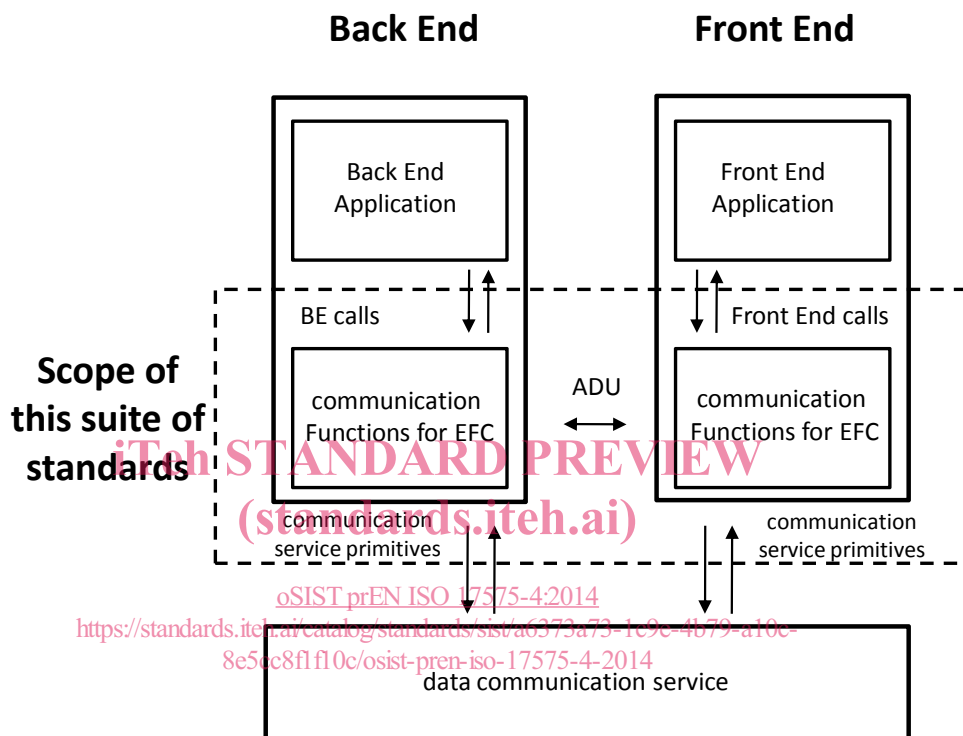 Back End
Front End
Back End
Application
Front End
Application
BE calls
Front End calls
Scope of
this suite of
standards
communication
Functions for EFC
ADU
communication
Functions for EFC
iTeh STANDARD PREVIEW
(standards.iteh.ai)
communication
service primitives
communication
service primitives
oSIST prEN ISO 17575-4:2014
https://standards.iteh.ai/catalog/standards/sist/a6373a73-1c9e-4b79-a10c-
8e5cc8f1f10c/osist-pren-iso-17575-4-2014
data communication service